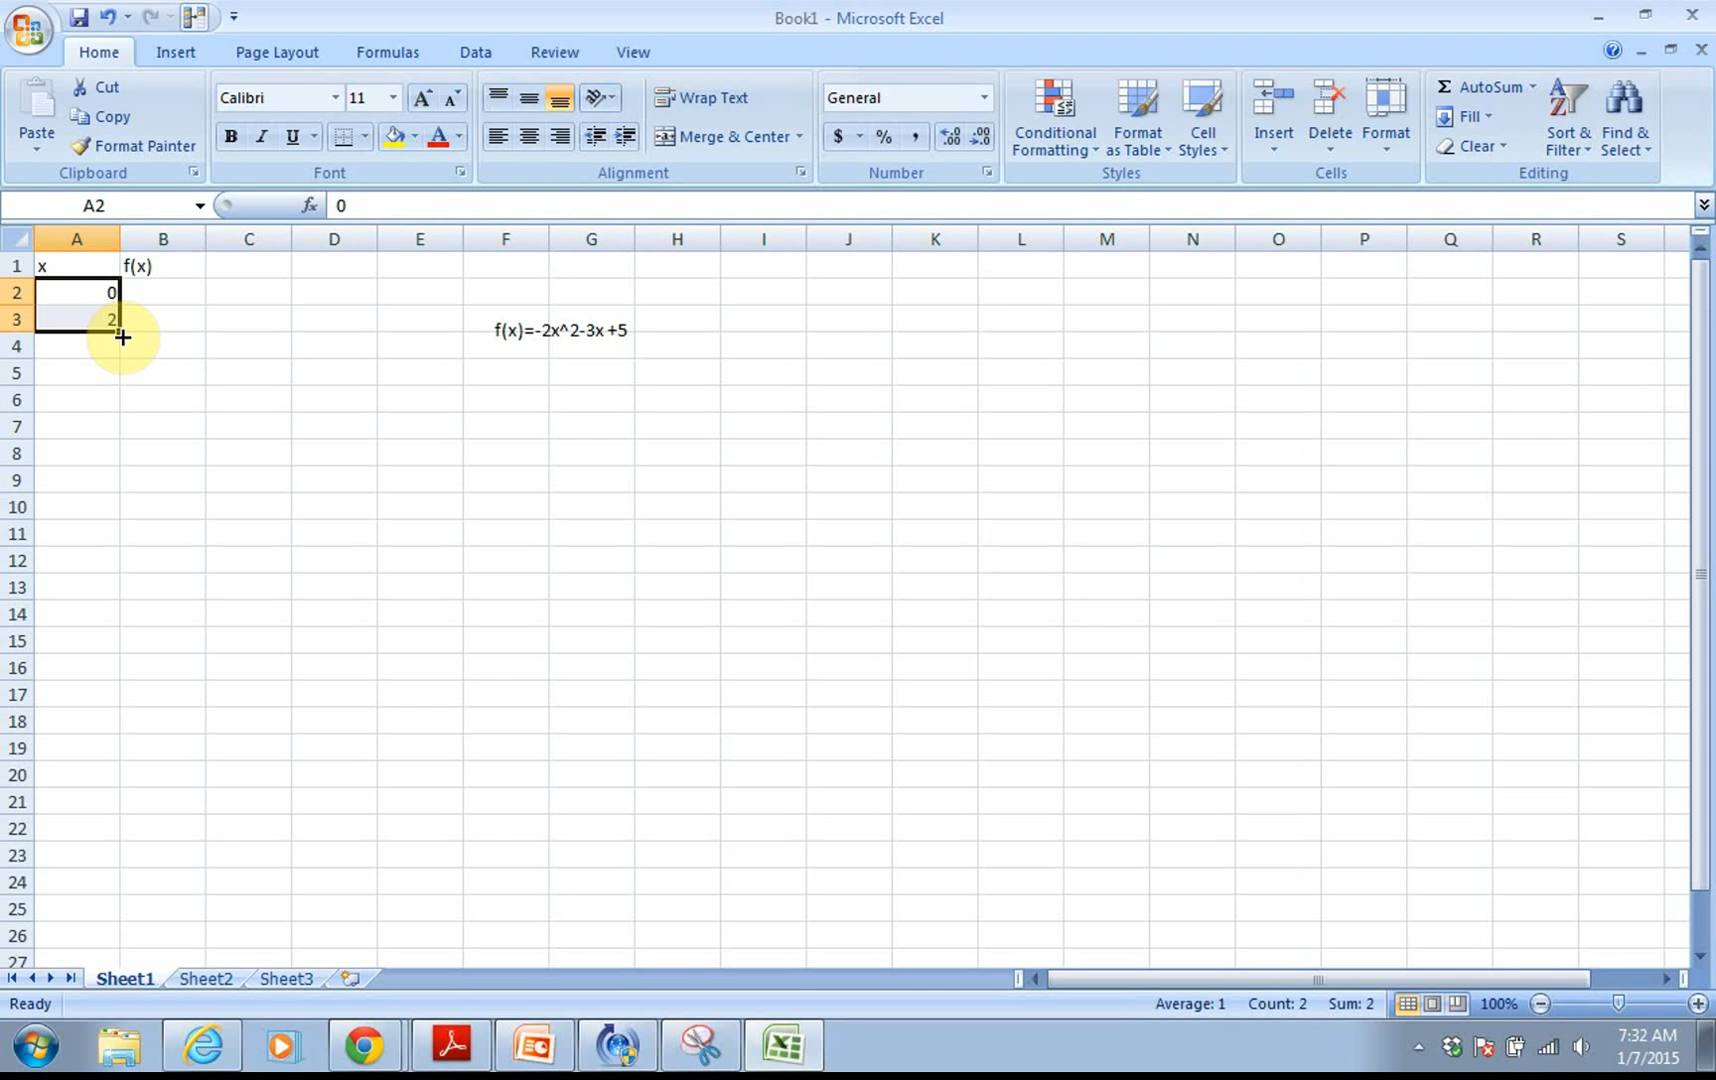 Book1 - Microsoft Excel
Home Insert Page Layout Formulas Data Review View
Paste
Cut
Copy
Format Painter
Clipboard
Calibri 11
B I U A
Font
Wrap Text
Merge & Center
Alignment
General
$ % ,
Number
Conditional Formatting
Format as Table
Cell Styles
Styles
Insert Delete Format
Cells
Σ AutoSum
Fill
Clear
Sort & Filter
Find & Select
Editing
A2 fx 0
A B C D E F G H I J K L M N O P Q R S
1 x f(x)
2 0
3 2
f(x)=-2x^2-3x +5
4
5
6
7
8
9
10
11
12
13
14
15
16
17
18
19
20
21
22
23
24
25
26
27
Sheet1 Sheet2 Sheet3
Ready Average: 1 Count: 2 Sum: 2 100%
7:32 AM
1/7/2015